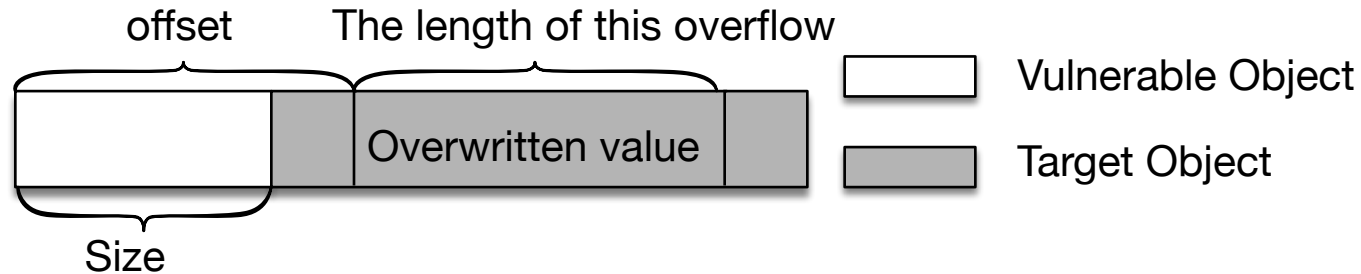 offset
The length of this overflow
Vulnerable Object
Overwritten value
Target Object
Size